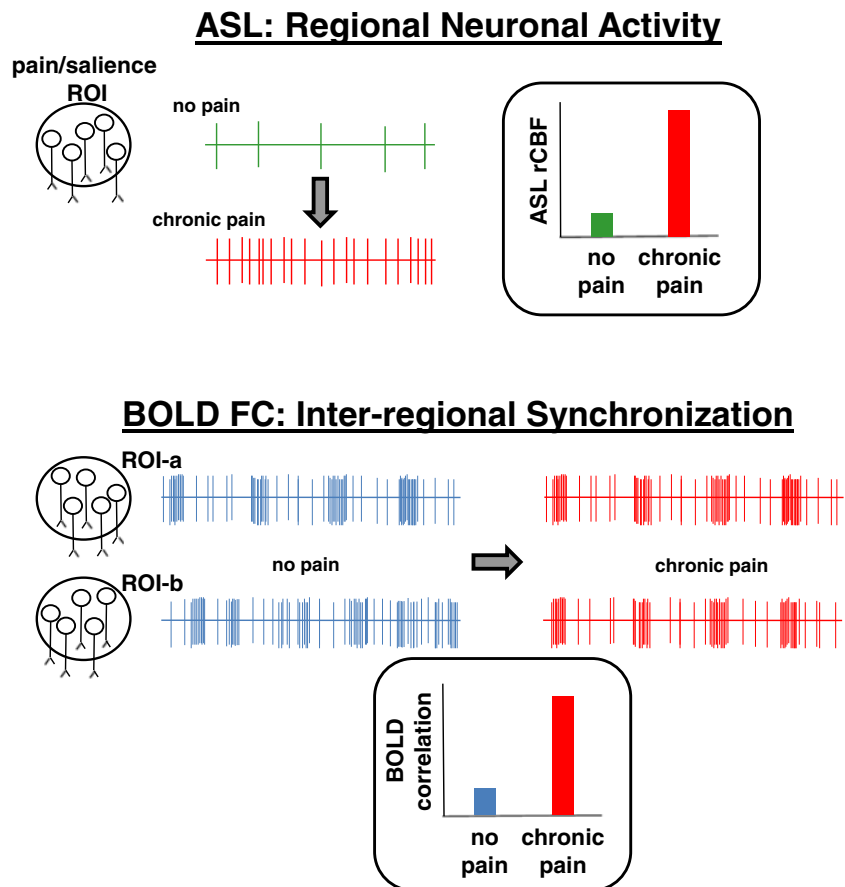 ASL: Regional Neuronal Activity
pain/salience
ROI
no pain
chronic pain
ASL rCBF
no
pain
chronic
pain
BOLD FC: Inter-regional Synchronization
ROI-a
ROI-b
no pain
chronic pain
BOLD
correlation
no
pain
chronic
pain